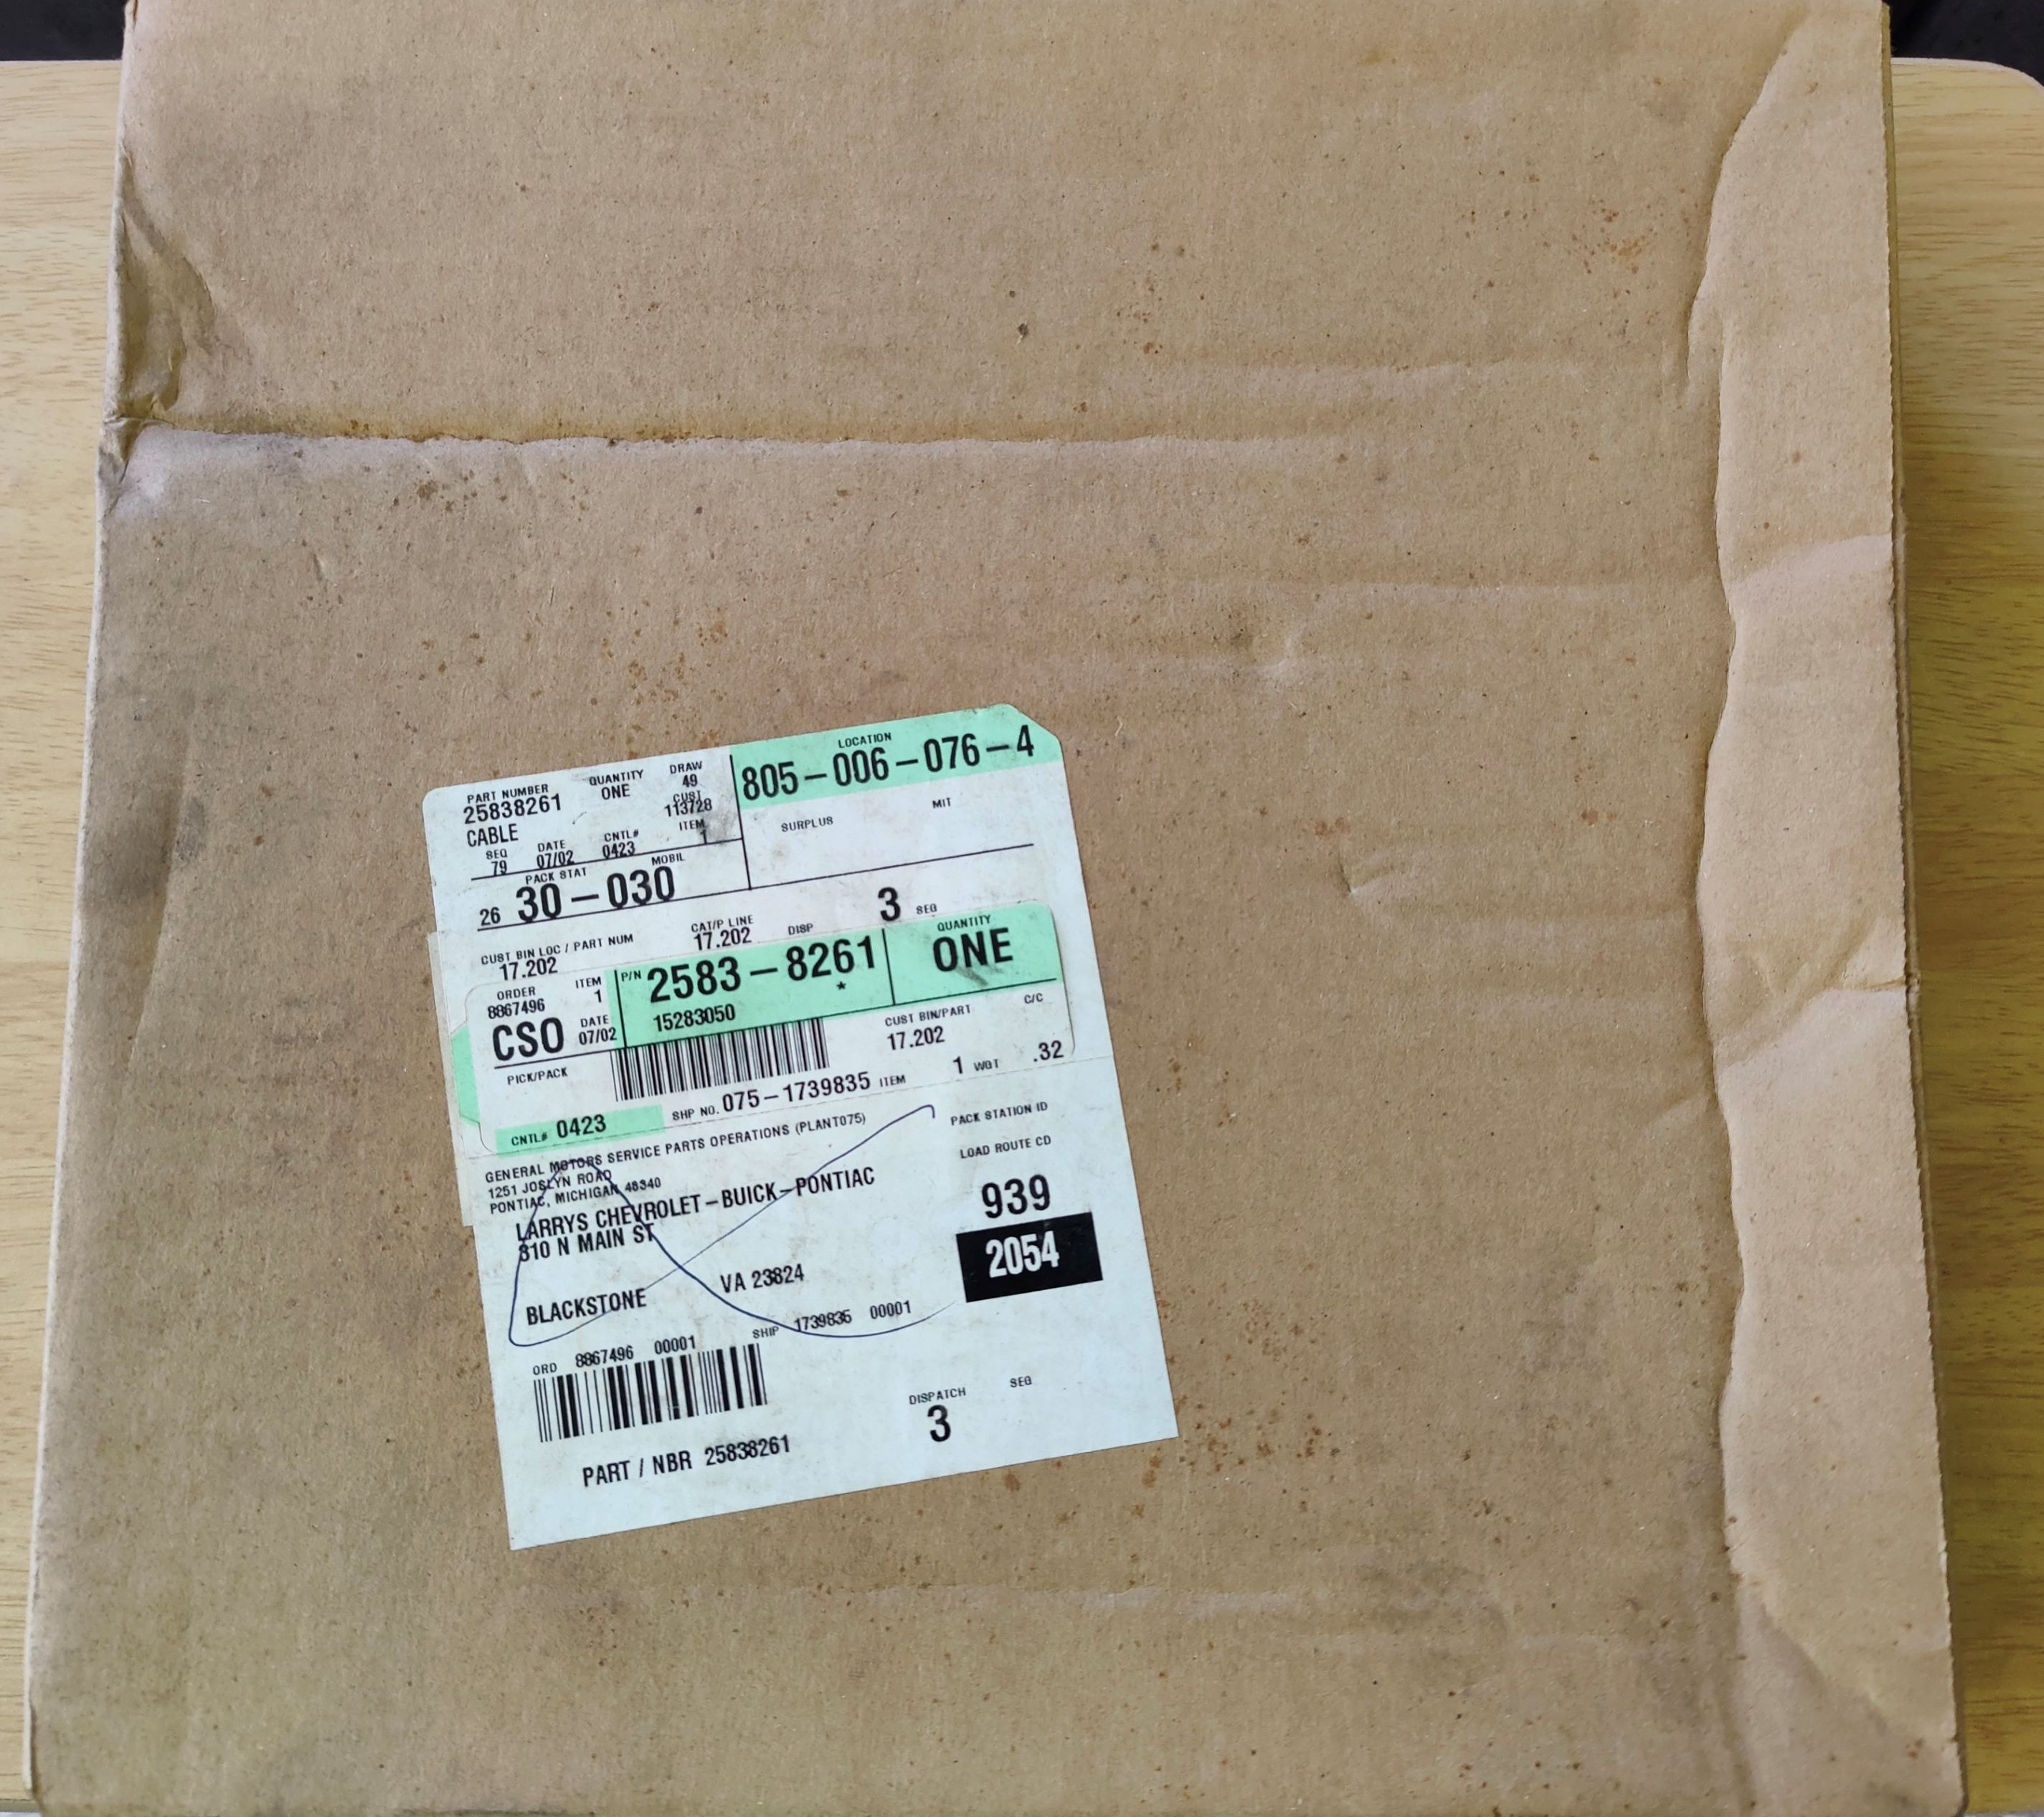 PART NUMBER QUANTITY DRAW
25838261 ONE 49
CABLE CUST
113728
SEQ DATE CNTL# ITEM
79 07/02 0423 1
LOCATION
805-006-076-4
SURPLUS MIT
PACK STAT MOBIL
26 30-030
3 SEQ
CUST BIN LOC / PART NUM CAT/P LINE DISP
17.202 17.202
ORDER ITEM
8867496 1
CSO DATE
07/02
P/N 2583-8261
*
15283050
QUANTITY
ONE
PICK/PACK
CUST BIN/PART C/C
17.202
CNTL# 0423 SHP NO. 075-1739835 ITEM 1 WGT .32
GENERAL MOTORS SERVICE PARTS OPERATIONS (PLANT075)
1251 JOSLYN ROAD
PONTIAC, MICHIGAN 48340
PACK STATION ID
LOAD ROUTE CD
LARRYS CHEVROLET-BUICK-PONTIAC
310 N MAIN ST
939
2054
BLACKSTONE VA 23824
ORD 8867496 00001 SHIP 1739835 00001
DISPATCH SEQ
3
PART / NBR 25838261